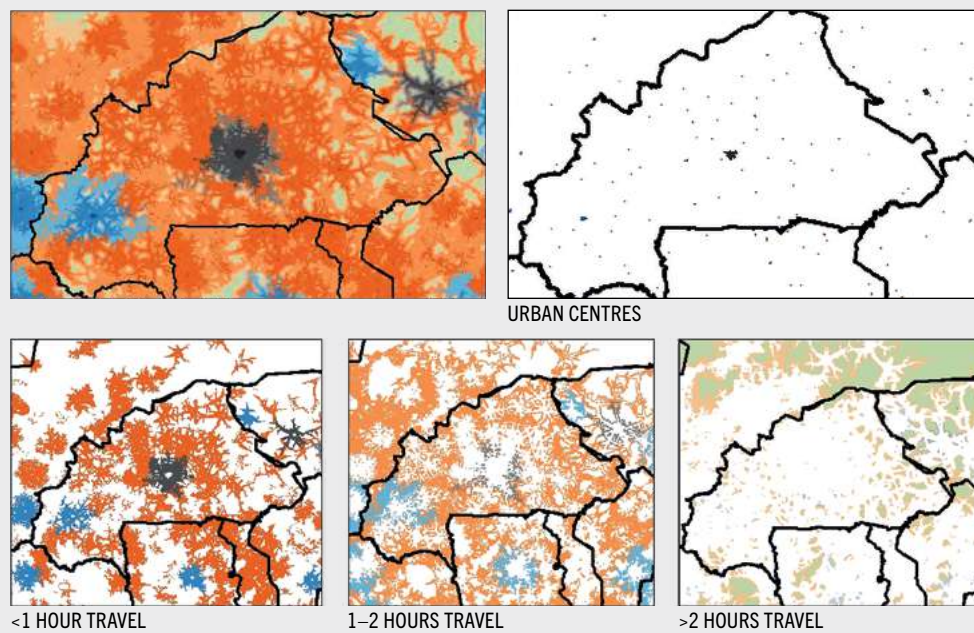 URBAN CENTRES
<1 HOUR TRAVEL
1–2 HOURS TRAVEL
>2 HOURS TRAVEL